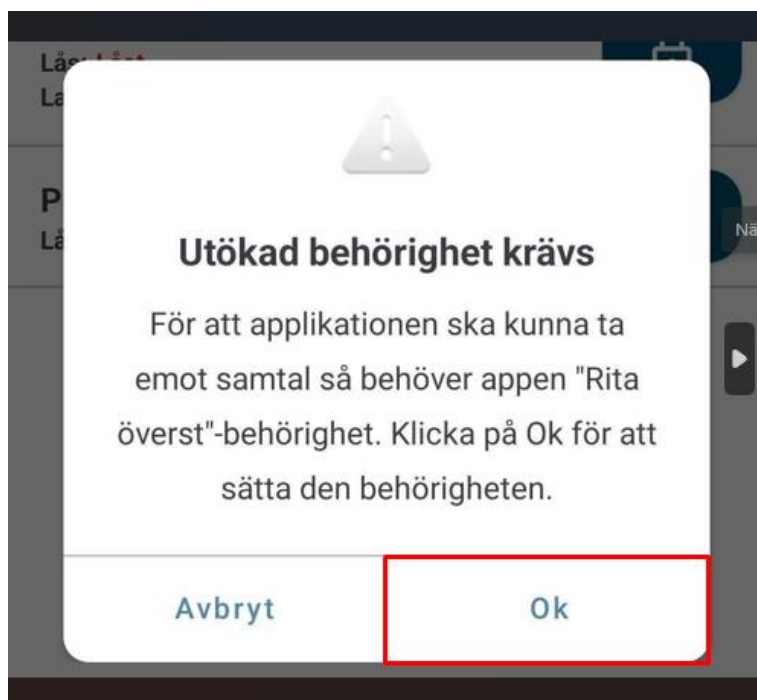 Utökad behörighet krävs
För att applikationen ska kunna ta
emot samtal så behöver appen "Rita
överst"-behörighet. Klicka på Ok för att
sätta den behörigheten.
Avbryt
Ok